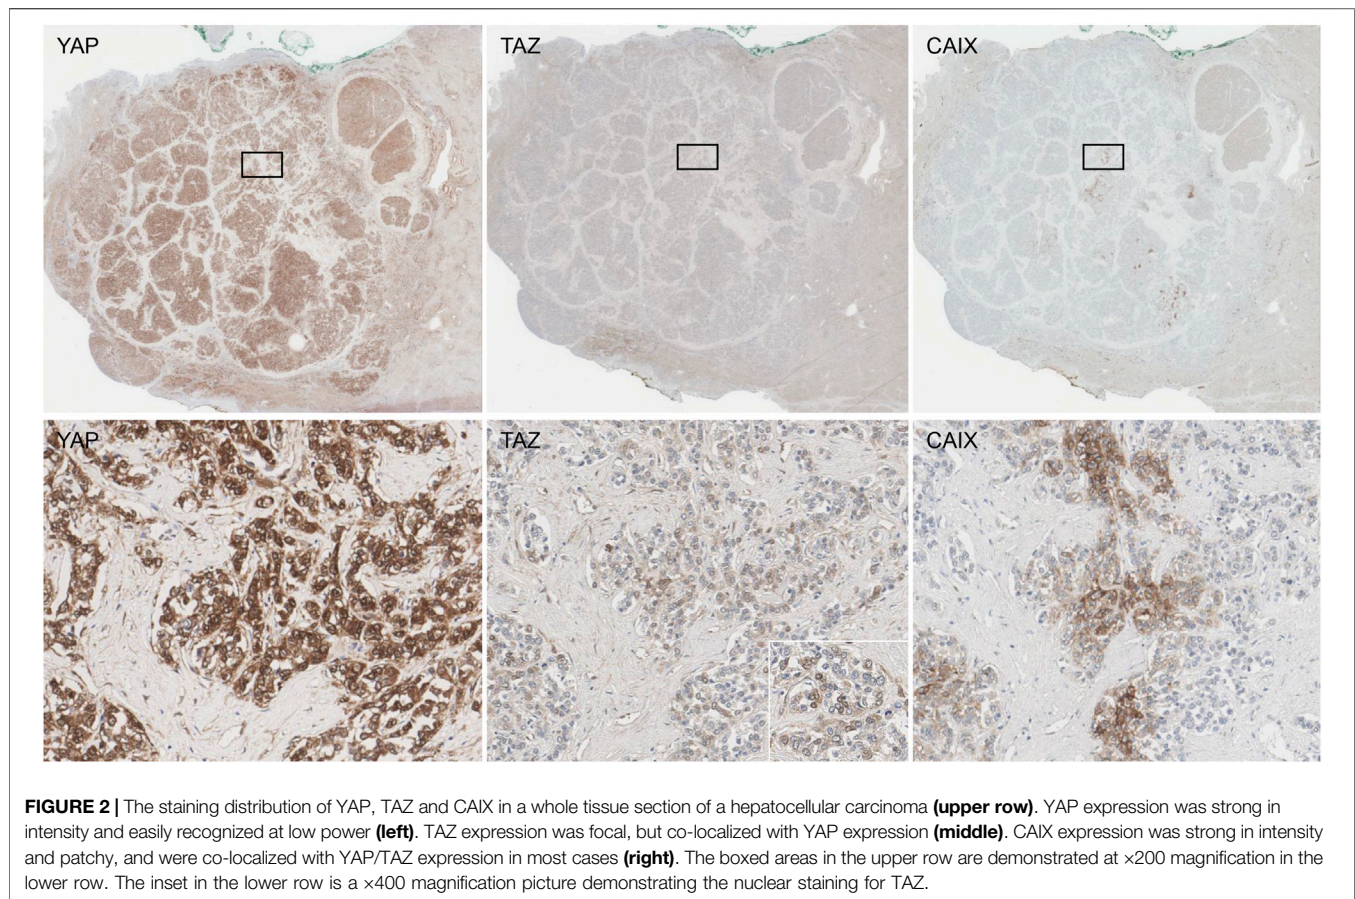 YAP
TAZ
CAIX
YAP
TAZ
CAIX
FIGURE 2 | The staining distribution of YAP, TAZ and CAIX in a whole tissue section of a hepatocellular carcinoma (upper row). YAP expression was strong in
intensity and easily recognized at low power (left). TAZ expression was focal, but co-localized with YAP expression (middle). CAIX expression was strong in intensity
and patchy, and were co-localized with YAP/TAZ expression in most cases (right). The boxed areas in the upper row are demonstrated at ×200 magnification in the
lower row. The inset in the lower row is a ×400 magnification picture demonstrating the nuclear staining for TAZ.